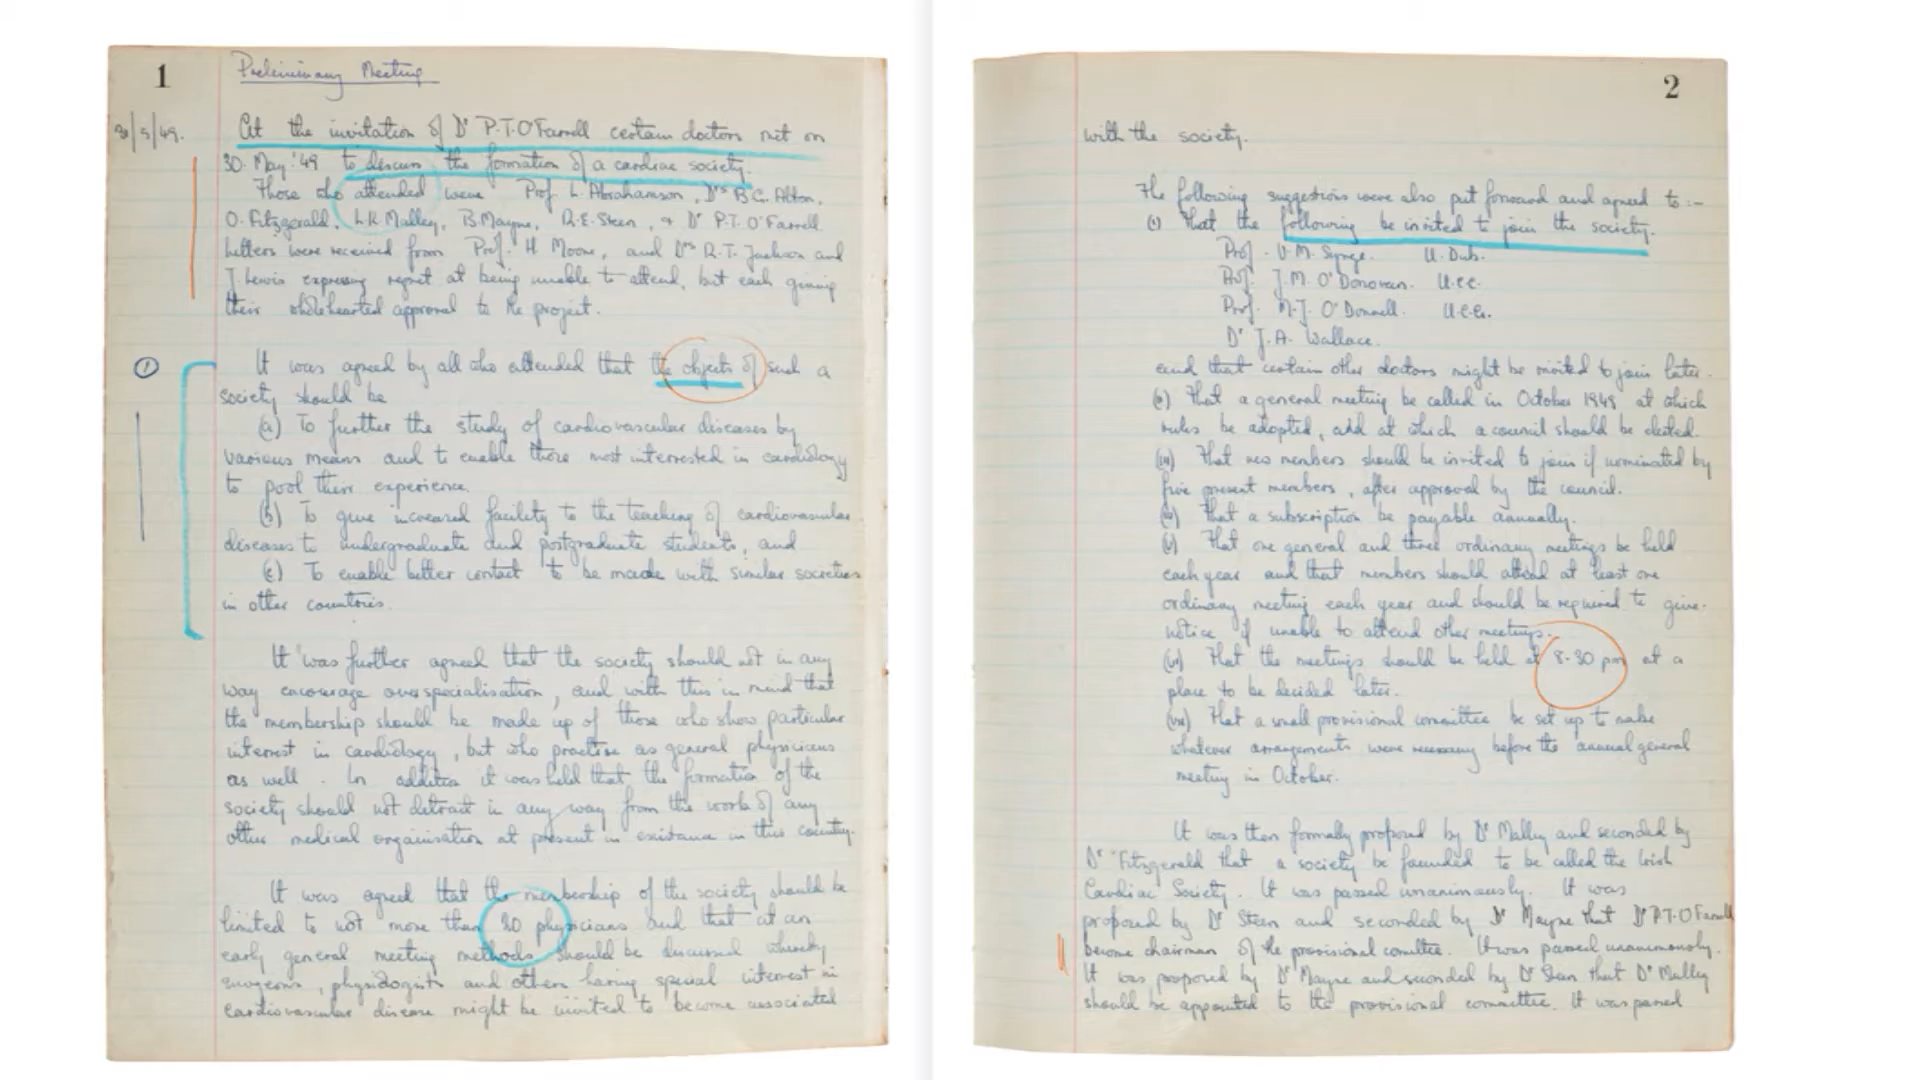 1
Preliminary Meeting
30/5/49.
At the invitation of Dr P.T. O'Farrell certain doctors met on
30. May '49 to discuss the formation of a cardiac society.
Those who attended were Prof. L. Abrahamson, Drs B.G. Alton,
O. Fitzgerald, L.K. Malley, B. Mayne, R.E. Steen, & Dr P.T. O'Farrell
Letters were received from Prof. H Moore, and Drs R.T. Jackson and
J Lewis expressing regret at being unable to attend, but each giving
their wholehearted approval to the project.
1
It was agreed by all who attended that the objects of such a
society should be
(a) To further the study of cardiovascular diseases by
various means and to enable those most interested in cardiology
to pool their experience.
(b) To give increased facility to the teaching of cardiovascular
diseases to undergraduate and postgraduate students, and
(c) To enable better contact to be made with similar societies
in other countries.
It was further agreed that the society should not in any
way encourage overspecialisation, and with this in mind that
the membership should be made up of those who show particular
interest in cardiology, but who practise as general physicians
as well. In addition it was held that the formation of the
society should not detract in any way from the work of any
other medical organisation at present in existance in this country.
It was agreed that the membership of the society should be
limited to not more than 20 physicians and that at an
early general meeting methods should be discussed whereby
surgeons, physiologists and others having special interest in
cardiovascular disease might be invited to become associated
2
with the society.
The following suggestions were also put forward and agreed to:-
(i) That the following be invited to join the society.
Prof. V.M. Synge. U. Dub.
Prof. J.M. O'Donovan. U.C.C.
Prof. M.J. O'Donnell. U.C.G.
Dr J.A. Wallace.
and that certain other doctors might be invited to join later.
(ii) That a general meeting be called in October 1949 at which
rules be adopted, and at which a council should be elected.
(iii) That new members should be invited to join if nominated by
five present members, after approval by the council.
(iv) That a subscription be payable annually.
(v) That one general and three ordinary meetings be held
each year and that members should attend at least one
ordinary meeting each year and should be required to give
notice if unable to attend other meetings.
(vi) That the meetings should be held at 8-30 pm at a
place to be decided later.
(vii) That a small provisional committee be set up to make
whatever arrangements were necessary before the annual general
meeting in October.
It was then formally proposed by Dr Malley and seconded by
Dr Fitzgerald that a society be founded to be called the Irish
Cardiac Society. It was passed unanimously. It was
proposed by Dr Steen and seconded by Dr Mayne that Dr P.T. O'Farrell
become chairman of the provisional comittee. It was passed unanimously.
It was proposed by Dr Mayne and seconded by Dr Steen that Dr Malley
should be appointed to the provisional committee. It was passed